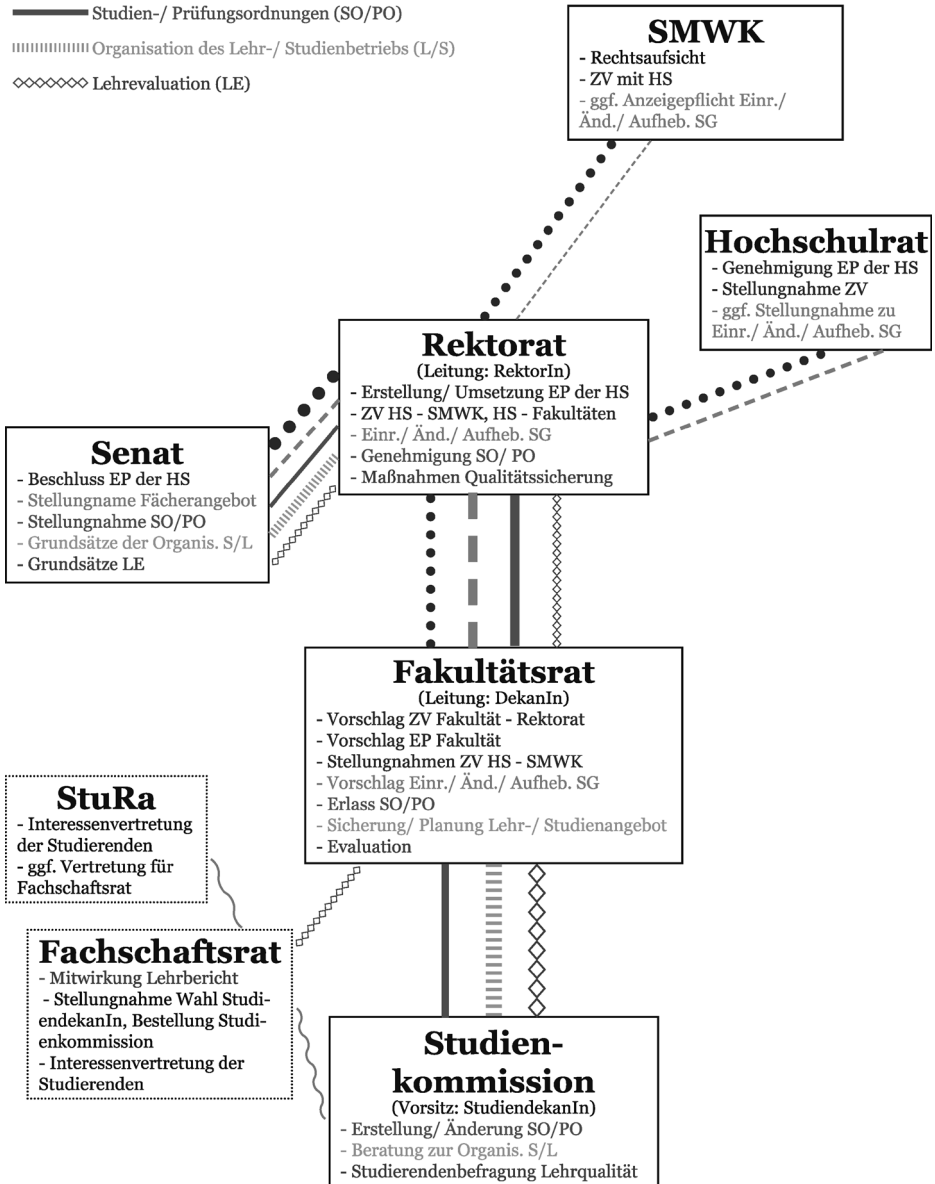 Studien-/ Prüfungsordnungen (SO/PO)
Organisation des Lehr-/ Studienbetriebs (L/S)
Lehrevaluation (LE)
SMWK
- Rechtsaufsicht
- ZV mit HS
- ggf. Anzeigepflicht Einr./
Änd./ Aufheb. SG
Hochschulrat
- Genehmigung EP der HS
- Stellungnahme ZV
- ggf. Stellungnahme zu
Einr./ Änd./ Aufheb. SG
Rektorat
(Leitung: RektorIn)
- Erstellung/ Umsetzung EP der HS
- ZV HS - SMWK, HS - Fakultäten
- Einr./ Änd./ Aufheb. SG
- Genehmigung SO/ PO
- Maßnahmen Qualitätssicherung
Senat
- Beschluss EP der HS
- Stellungname Fächerangebot
- Stellungnahme SO/PO
- Grundsätze der Organis. S/L
- Grundsätze LE
Fakultätsrat
(Leitung: DekanIn)
- Vorschlag ZV Fakultät - Rektorat
- Vorschlag EP Fakultät
- Stellungnahmen ZV HS - SMWK
- Vorschlag Einr./ Änd./ Aufheb. SG
- Erlass SO/PO
- Sicherung/ Planung Lehr-/ Studienangebot
- Evaluation
StuRa
- Interessenvertretung
der Studierenden
- ggf. Vertretung für
Fachschaftsrat
Fachschaftsrat
- Mitwirkung Lehrbericht
- Stellungnahme Wahl Studi-
endekanIn, Bestellung Studi-
enkommission
- Interessenvertretung der
Studierenden
Studien-
kommission
(Vorsitz: StudiendekanIn)
- Erstellung/ Änderung SO/PO
- Beratung zur Organis. S/L
- Studierendenbefragung Lehrqualität